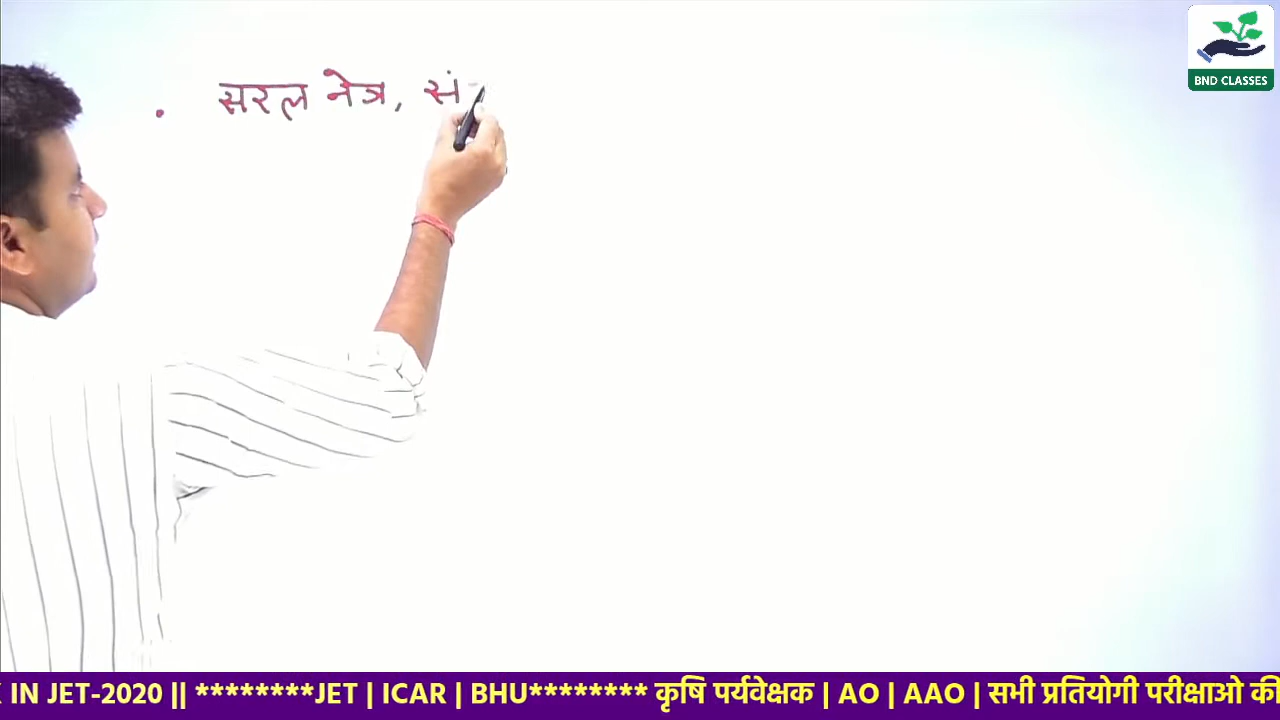 . सरल नेत्र, सं
BND CLASSES
K IN JET-2020 || ********JET | ICAR | BHU******** कृषि पर्यवेक्षक | AO | AAO | सभी प्रतियोगी परीक्षाओ की